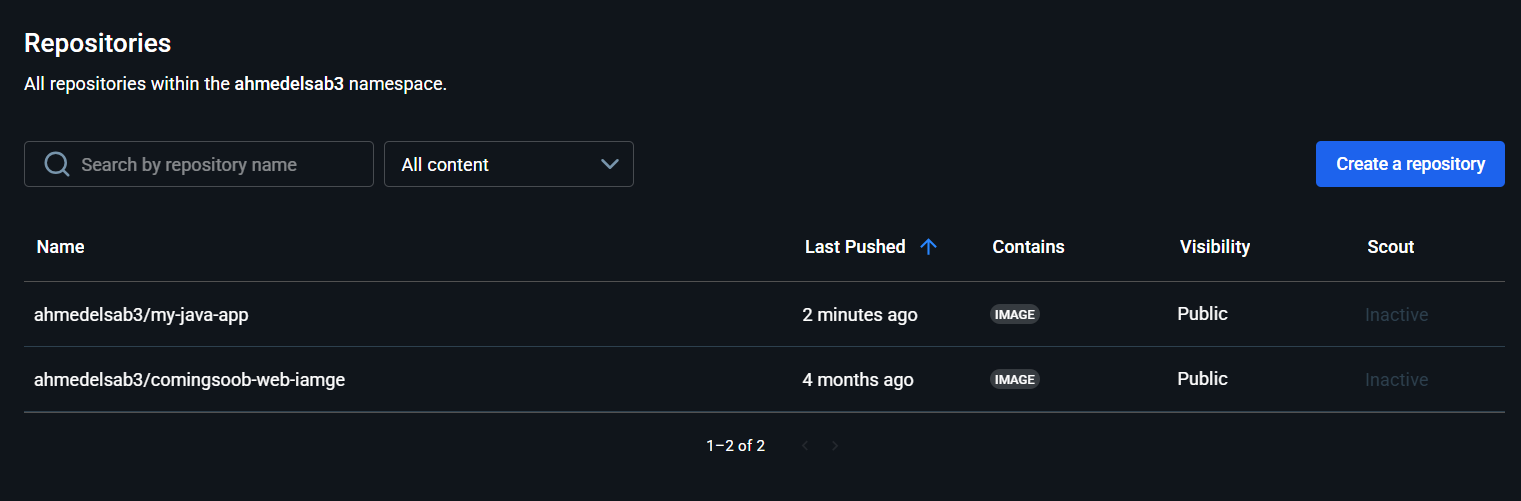 Repositories
All repositories within the ahmedelsab3 namespace.
Search by repository name All content Create a repository
Name Last Pushed Contains Visibility Scout
ahmedelsab3/my-java-app 2 minutes ago IMAGE Public Inactive
ahmedelsab3/comingsoob-web-iamge 4 months ago IMAGE Public Inactive
1–2 of 2